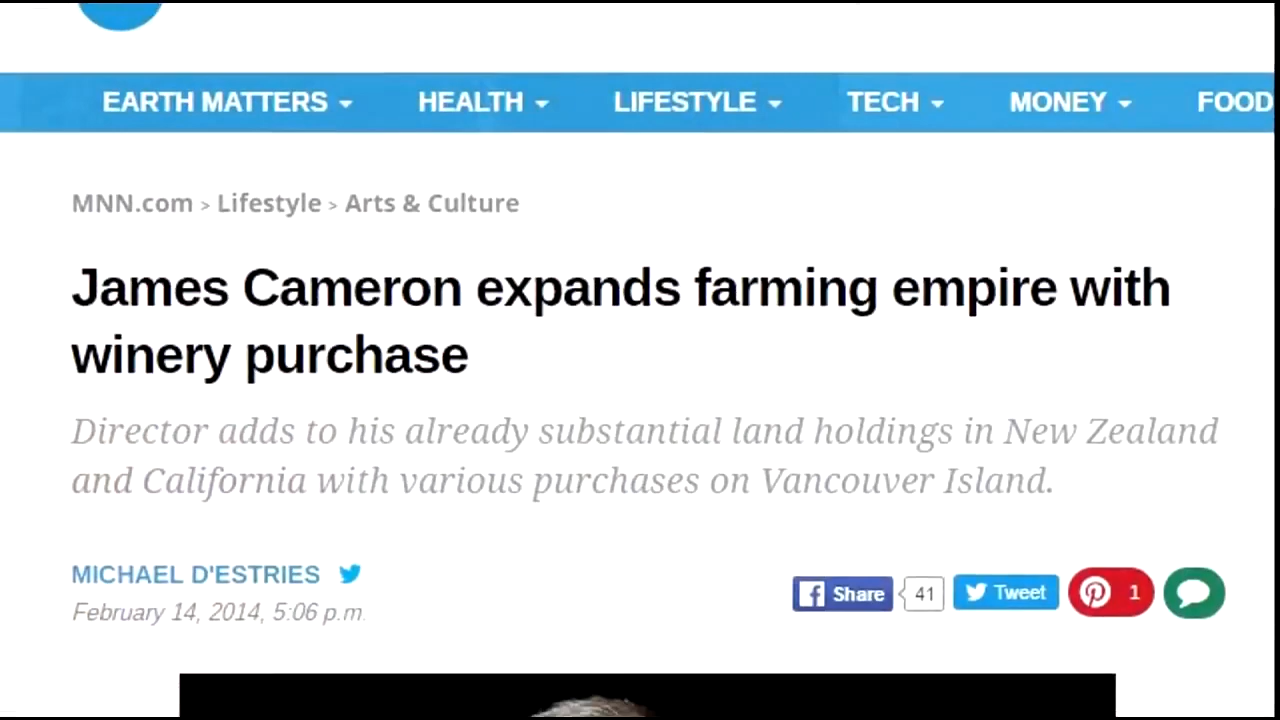 EARTH MATTERS HEALTH LIFESTYLE TECH MONEY FOOD
MNN.com > Lifestyle > Arts & Culture
James Cameron expands farming empire with
winery purchase
Director adds to his already substantial land holdings in New Zealand
and California with various purchases on Vancouver Island.
MICHAEL D'ESTRIES
February 14, 2014, 5:06 p.m.
Share 41 Tweet 1